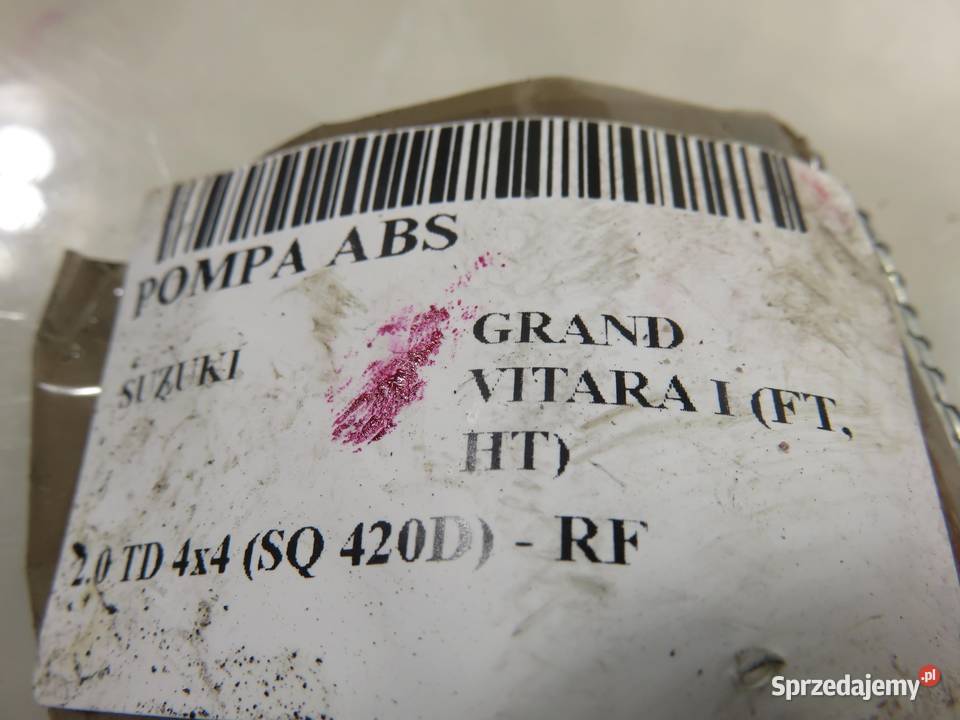 POMPA ABS
SUZUKI
GRAND
VITARA I (FT,
HT)
2.0 TD 4x4 (SQ 420D) - RF
Sprzedajemy.pl